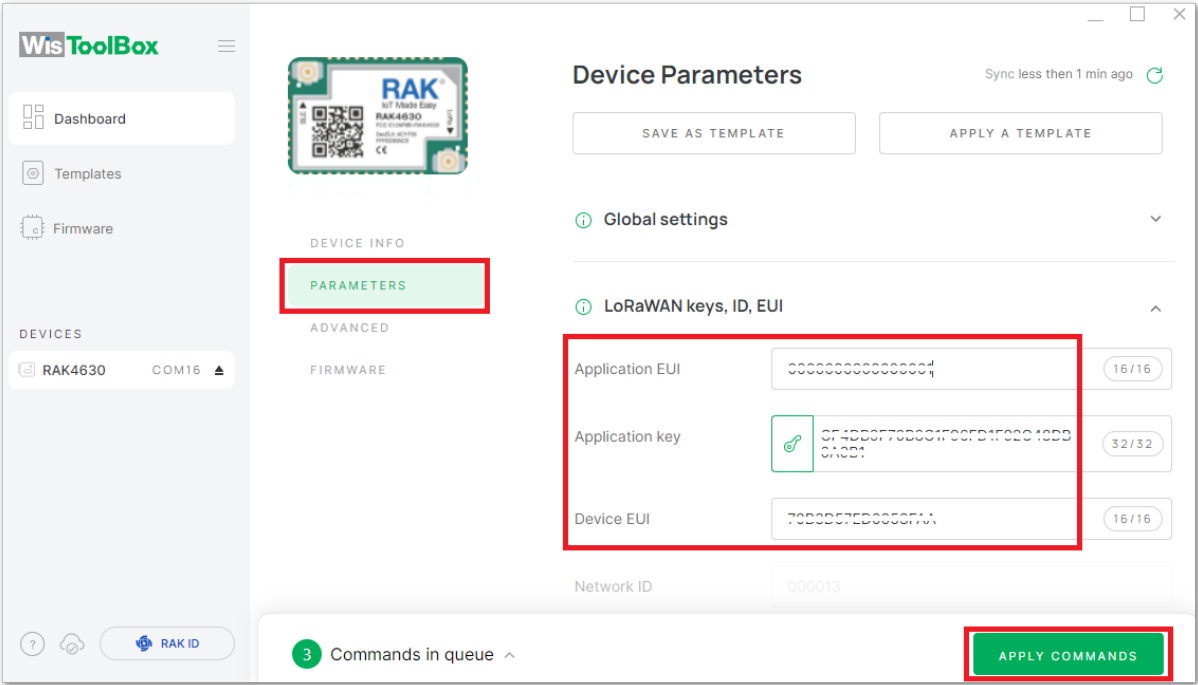 WisToolBox
Dashboard
Templates
Firmware
DEVICES
RAK4630 COM16
RAK ID
RAK
IoT Made Easy
RAK4630
BLE
LoRa
DEVICE INFO
PARAMETERS
ADVANCED
FIRMWARE
Device Parameters
Sync less then 1 min ago
SAVE AS TEMPLATE
APPLY A TEMPLATE
Global settings
LoRaWAN keys, ID, EUI
Application EUI
16/16
Application key
32/32
Device EUI
16/16
Network ID
000013
3 Commands in queue
APPLY COMMANDS